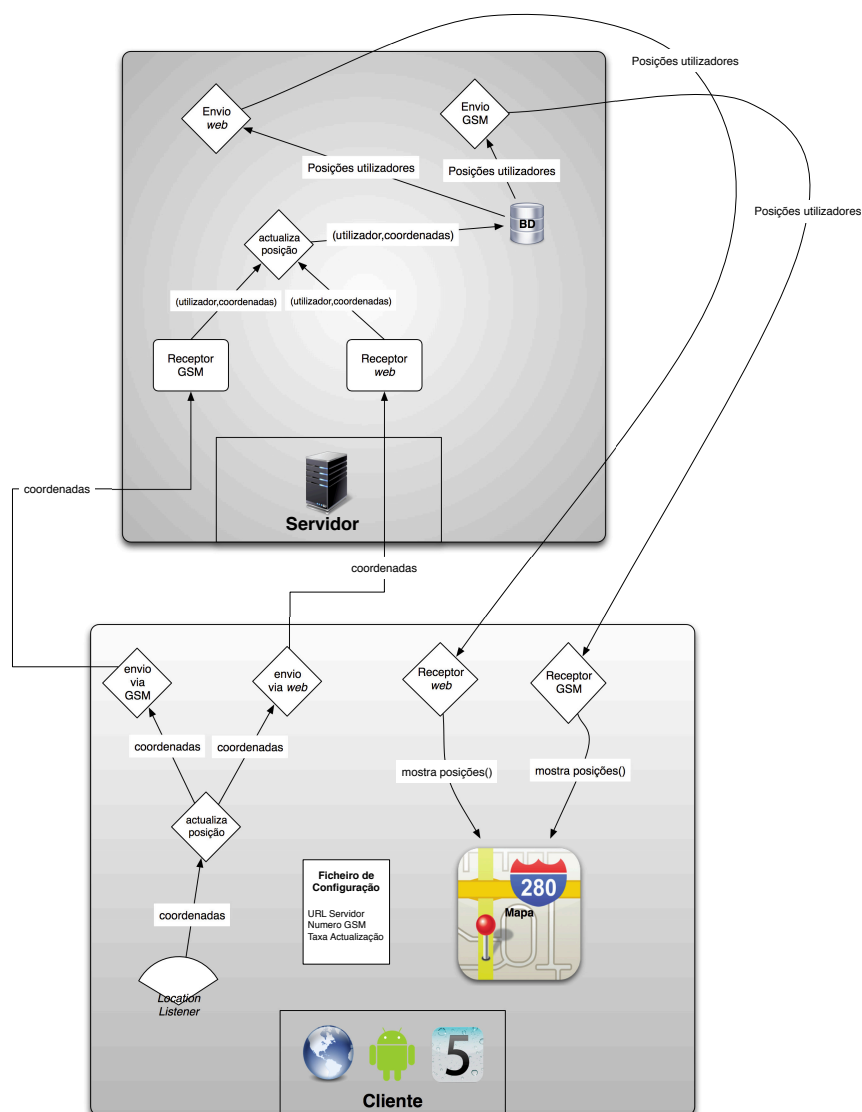 Posições utilizadores
Envio
web
Envio
GSM
Posições utilizadores
Posições utilizadores
Posições utilizadores
BD
actualiza
posição
(utilizador,coordenadas)
(utilizador,coordenadas)
(utilizador,coordenadas)
Receptor
GSM
Receptor
web
coordenadas
Servidor
coordenadas
envio
via
GSM
envio
via web
Receptor
web
Receptor
GSM
coordenadas
coordenadas
mostra posições()
mostra posições()
actualiza
posição
Ficheiro de
Configuração
URL Servidor
Numero GSM
Taxa Actualização
280
Mapa
coordenadas
Location
Listener
5
Cliente